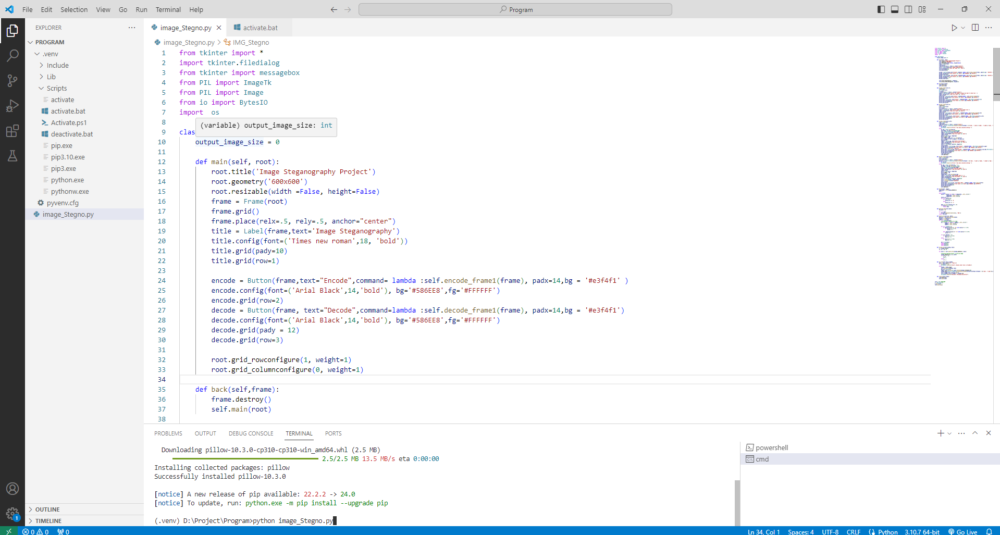 File Edit Selection View Go Run Terminal Help
Program
EXPLORER
PROGRAM
.venv
Include
Lib
Scripts
activate
activate.bat
Activate.ps1
deactivate.bat
pip.exe
pip3.10.exe
pip3.exe
python.exe
pythonw.exe
pyvenv.cfg
image_Stegno.py
OUTLINE
TIMELINE
image_Stegno.py
activate.bat
image_Stegno.py > IMG_Stegno
1 from tkinter import *
2 import tkinter.filedialog
3 from tkinter import messagebox
4 from PIL import ImageTk
5 from PIL import Image
6 from io import BytesIO
7 import  os
8
(variable) output_image_size: int
9 clas
10 output_image_size = 0
11
12 def main(self, root):
13 root.title('Image Steganography Project')
14 root.geometry('600x600')
15 root.resizable(width =False, height=False)
16 frame = Frame(root)
17 frame.grid()
18 frame.place(relx=.5, rely=.5, anchor="center")
19 title = Label(frame,text='Image Steganography')
20 title.config(font=('Times new roman',18, 'bold'))
21 title.grid(pady=10)
22 title.grid(row=1)
23
24 encode = Button(frame,text="Encode",command= lambda :self.encode_frame1(frame), padx=14,bg = '#e3f4f1' )
25 encode.config(font=('Arial Black',14,'bold'), bg='#586EE8',fg='#FFFFFF')
26 encode.grid(row=2)
27 decode = Button(frame, text="Decode",command=lambda :self.decode_frame1(frame), padx=14,bg = '#e3f4f1')
28 decode.config(font=('Arial Black',14,'bold'), bg='#586EE8',fg='#FFFFFF')
29 decode.grid(pady = 12)
30 decode.grid(row=3)
31
32 root.grid_rowconfigure(1, weight=1)
33 root.grid_columnconfigure(0, weight=1)
34
35 def back(self,frame):
36 frame.destroy()
37 self.main(root)
38
PROBLEMS OUTPUT DEBUG CONSOLE TERMINAL PORTS
Downloading pillow-10.3.0-cp310-cp310-win_amd64.whl (2.5 MB)
2.5/2.5 MB 13.5 MB/s eta 0:00:00
Installing collected packages: pillow
Successfully installed pillow-10.3.0
[notice] A new release of pip available: 22.2.2 -> 24.0
[notice] To update, run: python.exe -m pip install --upgrade pip
(.venv) D:\Project\Program>python image_Stegno.py
powershell
cmd
1
0 0 0 Ln 34, Col 1 Spaces: 4 UTF-8 CRLF Python 3.10.7 64-bit Go Live